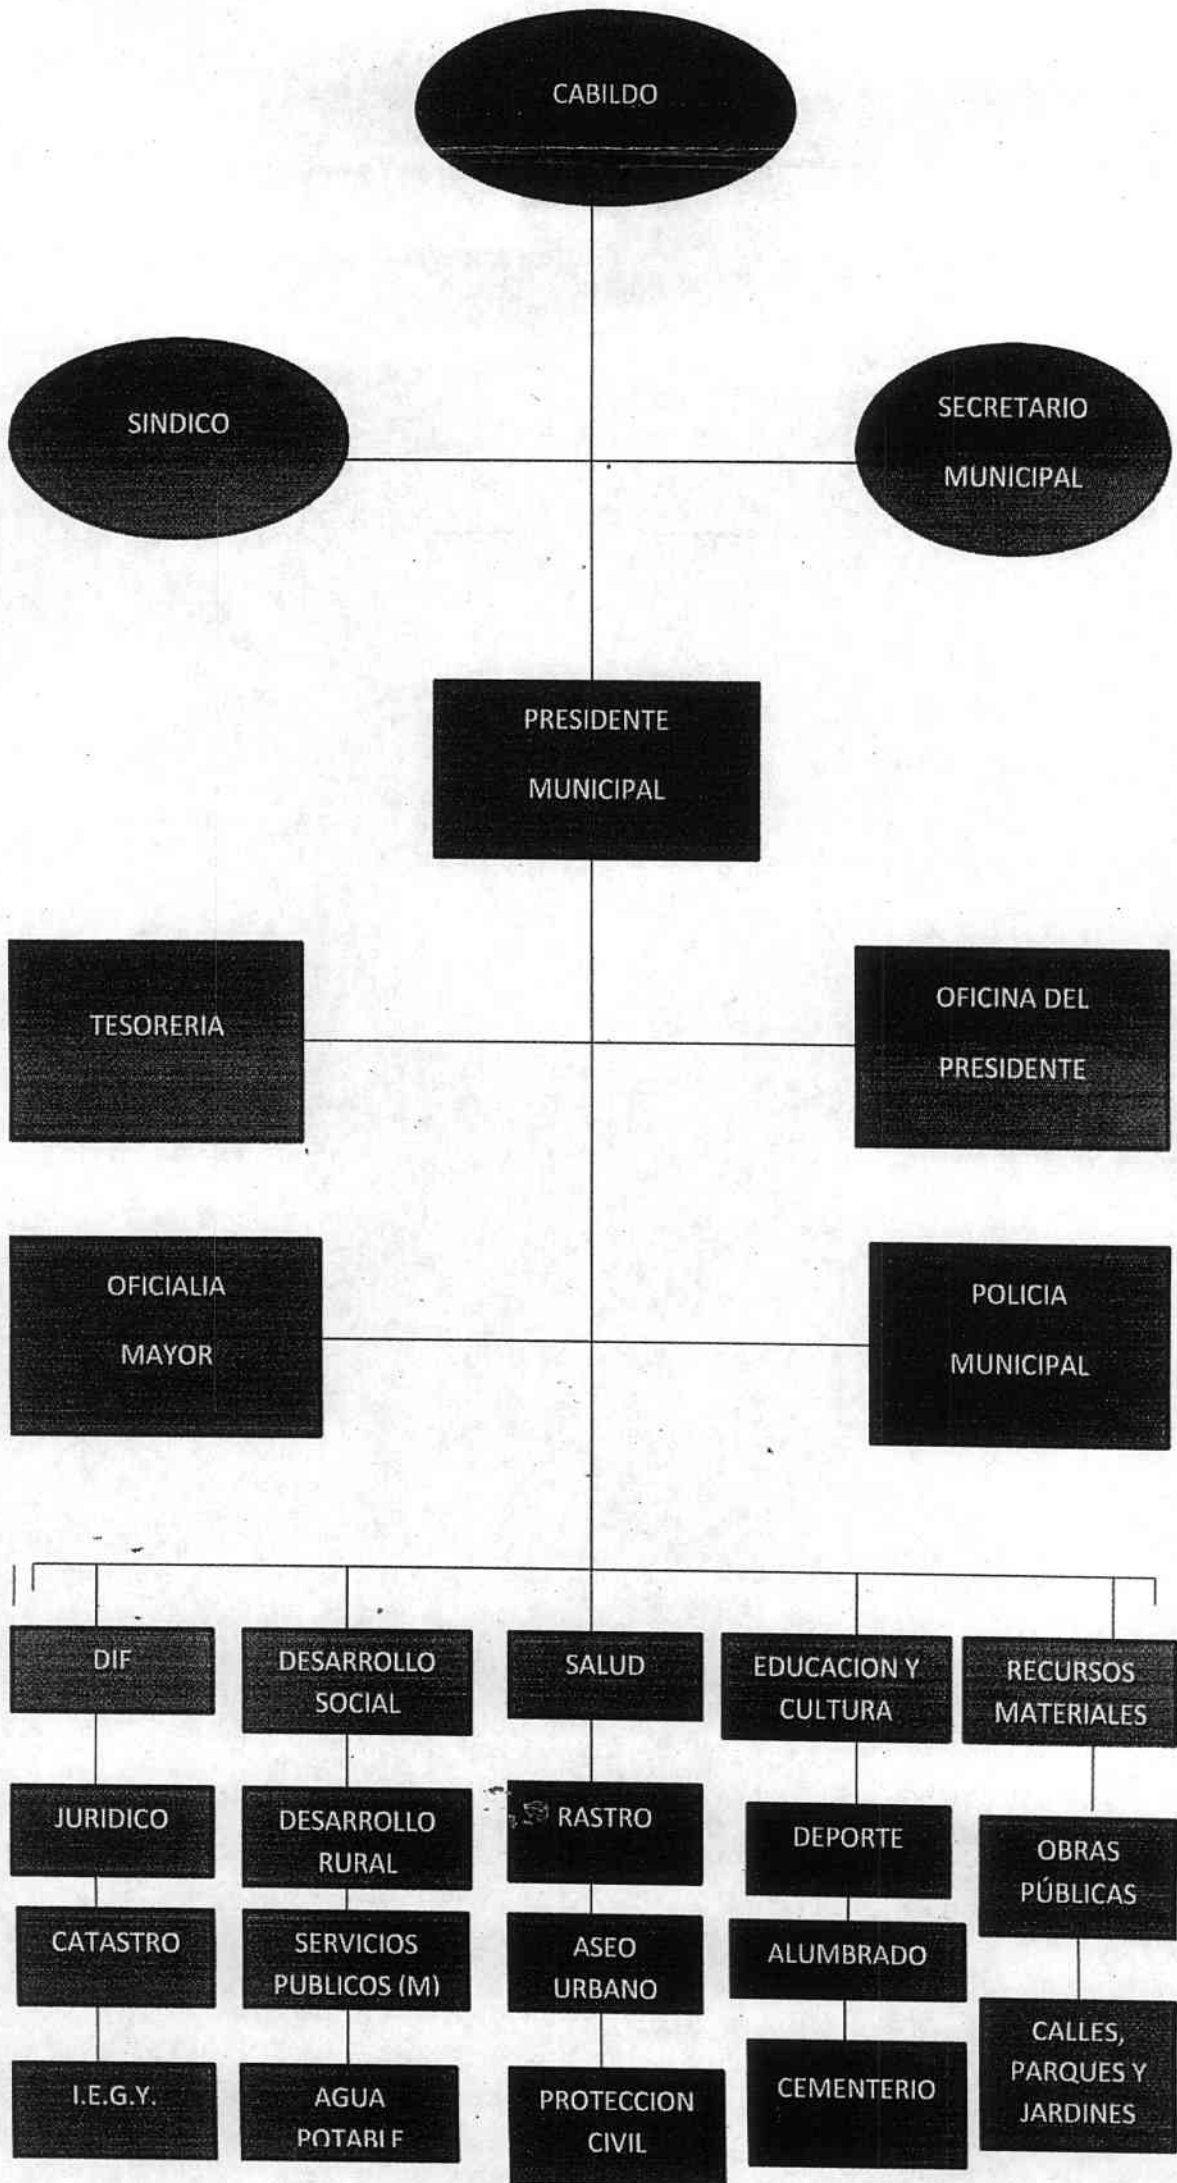 CABILDO
SINDICO
SECRETARIO
MUNICIPAL
PRESIDENTE
MUNICIPAL
TESORERIA
OFICINA DEL
PRESIDENTE
OFICIALIA
MAYOR
POLICIA
MUNICIPAL
DIF
DESARROLLO
SOCIAL
SALUD
EDUCACION Y
CULTURA
RECURSOS
MATERIALES
JURIDICO
DESARROLLO
RURAL
RASTRO
DEPORTE
OBRAS
PÚBLICAS
CATASTRO
SERVICIOS
PUBLICOS (M)
ASEO
URBANO
ALUMBRADO
CALLES,
PARQUES Y
JARDINES
I.E.G.Y.
AGUA
POTABLE
PROTECCION
CIVIL
CEMENTERIO